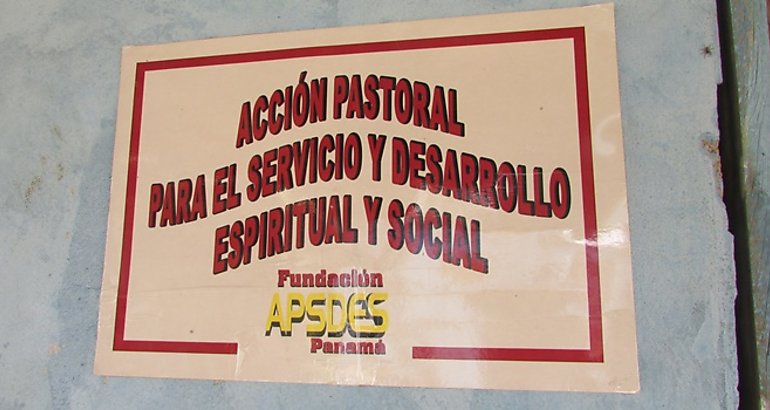 ACCIÓN PASTORAL
PARA EL SERVICIO Y DESARROLLO
ESPIRITUAL Y SOCIAL
Fundación
APSDES
Panamá